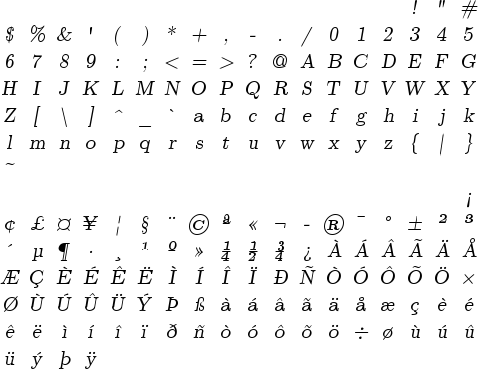 ! " #
$ % & ' ( ) * + , - . / 0 1 2 3 4 5
6 7 8 9 : ; < = > ? @ A B C D E F G
H I J K L M N O P Q R S T U V W X Y
Z [ \ ] ^ _ ` a b c d e f g h i j k
l m n o p q r s t u v w x y z { | }
~
¡
¢ £ ¤ ¥ ¦ § ¨ © ª « ¬ - ® ¯ ° ± ² ³
´ µ ¶ · ¸ ¹ º » ¼ ½ ¾ ¿ À Á Â Ã Ä Å
Æ Ç È É Ê Ë Ì Í Î Ï Ð Ñ Ò Ó Ô Õ Ö ×
Ø Ù Ú Û Ü Ý Þ ß à á â ã ä å æ ç è é
ê ë ì í î ï ð ñ ò ó ô õ ö ÷ ø ù ú û
ü ý þ ÿ